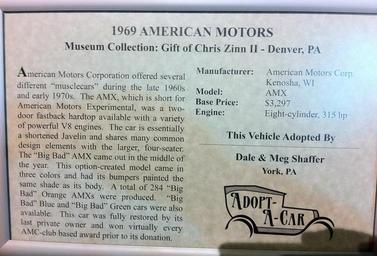 1969 AMERICAN MOTORS
Museum Collection: Gift of Chris Zinn II - Denver, PA
American Motors Corporation offered several
different "musclecars" during the late 1960s
and early 1970s. The AMX, which is short for
American Motors Experimental, was a two-
door fastback hardtop available with a variety
of powerful V8 engines. The car is essentially
a shortened Javelin and shares many common
design elements with the larger, four-seater.
The "Big Bad" AMX came out in the middle of
the year. This option-created model came in
three colors and had its bumpers painted the
same shade as its body. A total of 284 "Big
Bad" Orange AMXs were produced. "Big
Bad" Blue and "Big Bad" Green cars were also
available. This car was fully restored by its
last private owner and won virtually every
AMC-club based award prior to its donation.
Manufacturer: American Motors Corp.
Kenosha, WI
Model: AMX
Base Price: $3,297
Engine: Eight-cylinder, 315 hp
This Vehicle Adopted By
Dale & Meg Shaffer
York, PA
ADOPT-
A-CAR